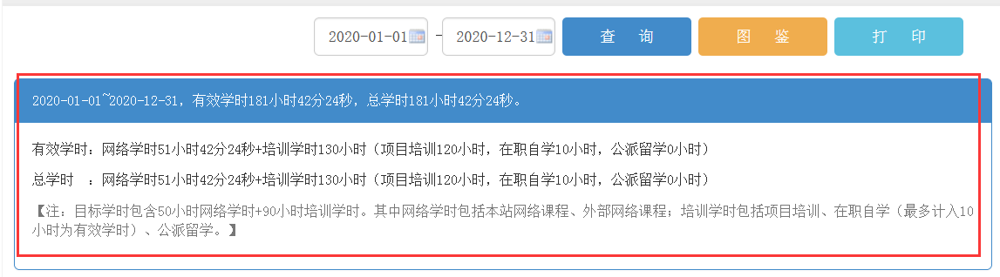 2020-01-01 - 2020-12-31 查 询 图 鉴 打 印
2020-01-01~2020-12-31，有效学时181小时42分24秒，总学时181小时42分24秒。
有效学时：网络学时51小时42分24秒+培训学时130小时（项目培训120小时，在职自学10小时，公派留学0小时）
总学时 ：网络学时51小时42分24秒+培训学时130小时（项目培训120小时，在职自学10小时，公派留学0小时）
【注：目标学时包含50小时网络学时+90小时培训学时。其中网络学时包括本站网络课程、外部网络课程；培训学时包括项目培训、在职自学（最多计入10
小时为有效学时）、公派留学。】